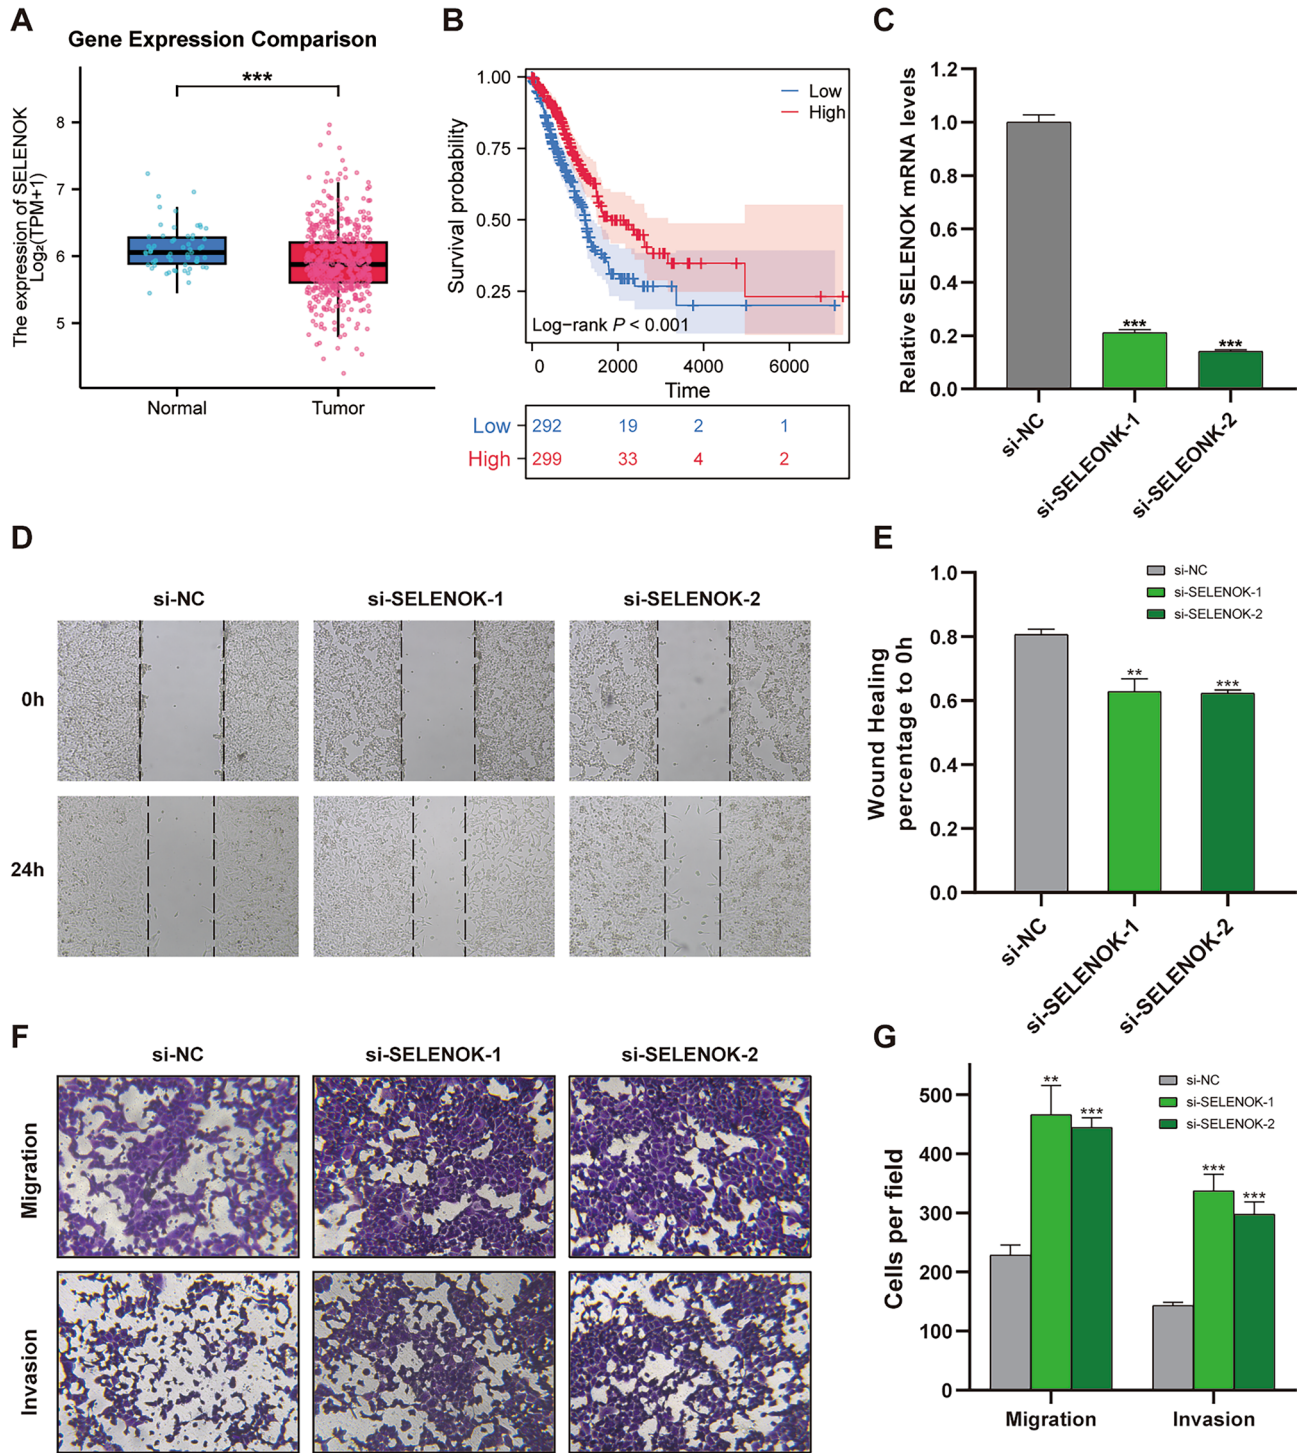 A
Gene Expression Comparison
***
The expression of SELENOK
Log₂(TPM+1)
8
7
6
5
Normal
Tumor
B
Survival probability
1.00
0.75
0.50
0.25
Low
High
Log-rank P < 0.001
0
2000
4000
6000
Time
Low
292
19
2
1
High
299
33
4
2
C
Relative SELENOK mRNA levels
1.2
1.0
0.8
0.6
0.4
0.2
0.0
***
***
si-NC
si-SELEONK-1
si-SELEONK-2
D
si-NC
si-SELENOK-1
si-SELENOK-2
0h
24h
E
Wound Healing
percentage to 0h
1.0
0.8
0.6
0.4
0.2
0.0
si-NC
si-SELENOK-1
si-SELENOK-2
**
***
si-NC
si-SELENOK-1
si-SELENOK-2
F
si-NC
si-SELENOK-1
si-SELENOK-2
Migration
Invasion
G
Cells per field
500
400
300
200
100
0
si-NC
si-SELENOK-1
si-SELENOK-2
**
***
***
***
Migration
Invasion